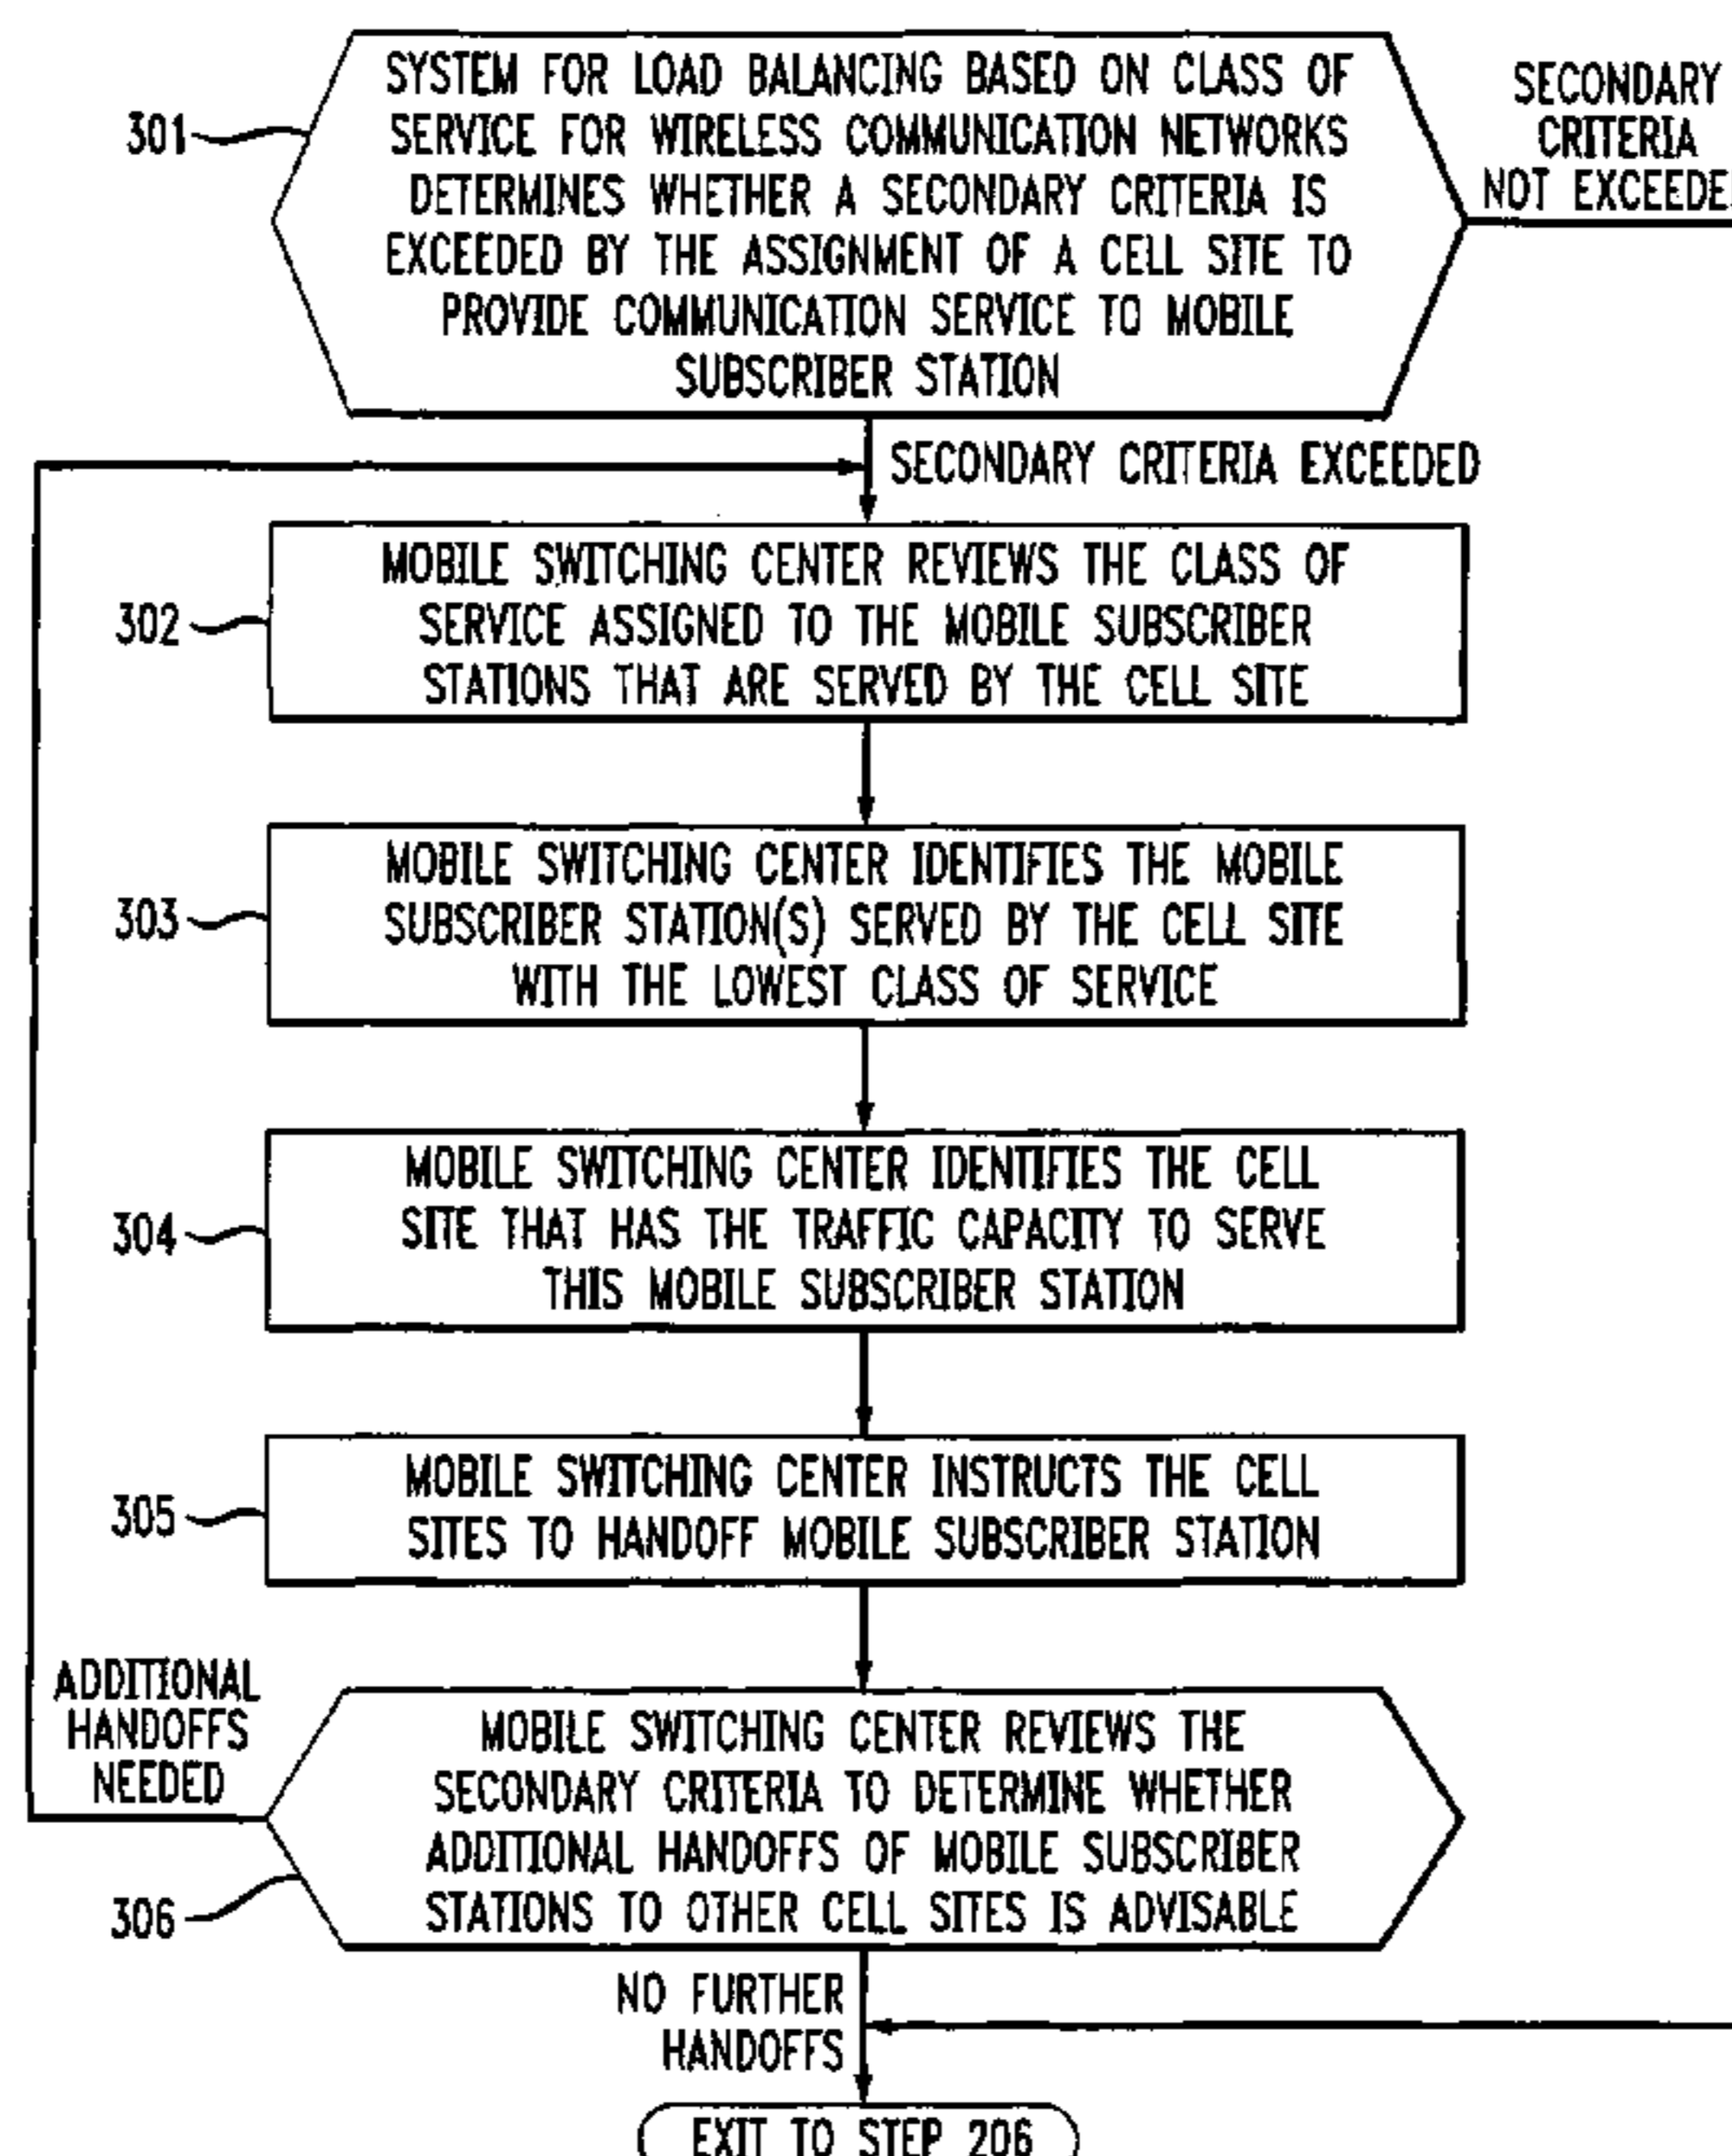 SYSTEM FOR LOAD BALANCING BASED ON CLASS OF
SERVICE FOR WIRELESS COMMUNICATION NETWORKS
DETERMINES WHETHER A SECONDARY CRITERIA IS
EXCEEDED BY THE ASSIGNMENT OF A CELL SITE TO
PROVIDE COMMUNICATION SERVICE TO MOBILE
SUBSCRIBER STATION
301
SECONDARY
CRITERIA
NOT EXCEEDE
SECONDARY CRITERIA EXCEEDED
MOBILE SWITCHING CENTER REVIEWS THE CLASS OF
SERVICE ASSIGNED TO THE MOBILE SUBSCRIBER
STATIONS THAT ARE SERVED BY THE CELL SITE
302
MOBILE SWITCHING CENTER IDENTIFIES THE MOBILE
SUBSCRIBER STATION(S) SERVED BY THE CELL SITE
WITH THE LOWEST CLASS OF SERVICE
303
MOBILE SWITCHING CENTER IDENTIFIES THE CELL
SITE THAT HAS THE TRAFFIC CAPACITY TO SERVE
THIS MOBILE SUBSCRIBER STATION
304
MOBILE SWITCHING CENTER INSTRUCTS THE CELL
SITES TO HANDOFF MOBILE SUBSCRIBER STATION
305
ADDITIONAL
HANDOFFS
NEEDED
MOBILE SWITCHING CENTER REVIEWS THE
SECONDARY CRITERIA TO DETERMINE WHETHER
ADDITIONAL HANDOFFS OF MOBILE SUBSCRIBER
STATIONS TO OTHER CELL SITES IS ADVISABLE
306
NO FURTHER
HANDOFFS
EXIT TO STEP 206